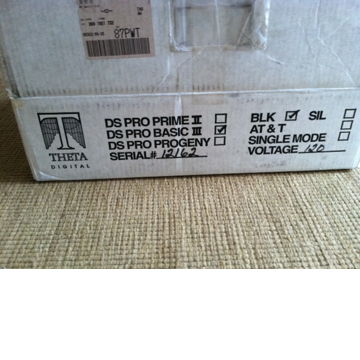 87PWT
THETA
DIGITAL
DS PRO PRIME II
DS PRO BASIC III
DS PRO PROGENY
SERIAL# 12162
BLK SIL
AT & T
SINGLE MODE
VOLTAGE 120